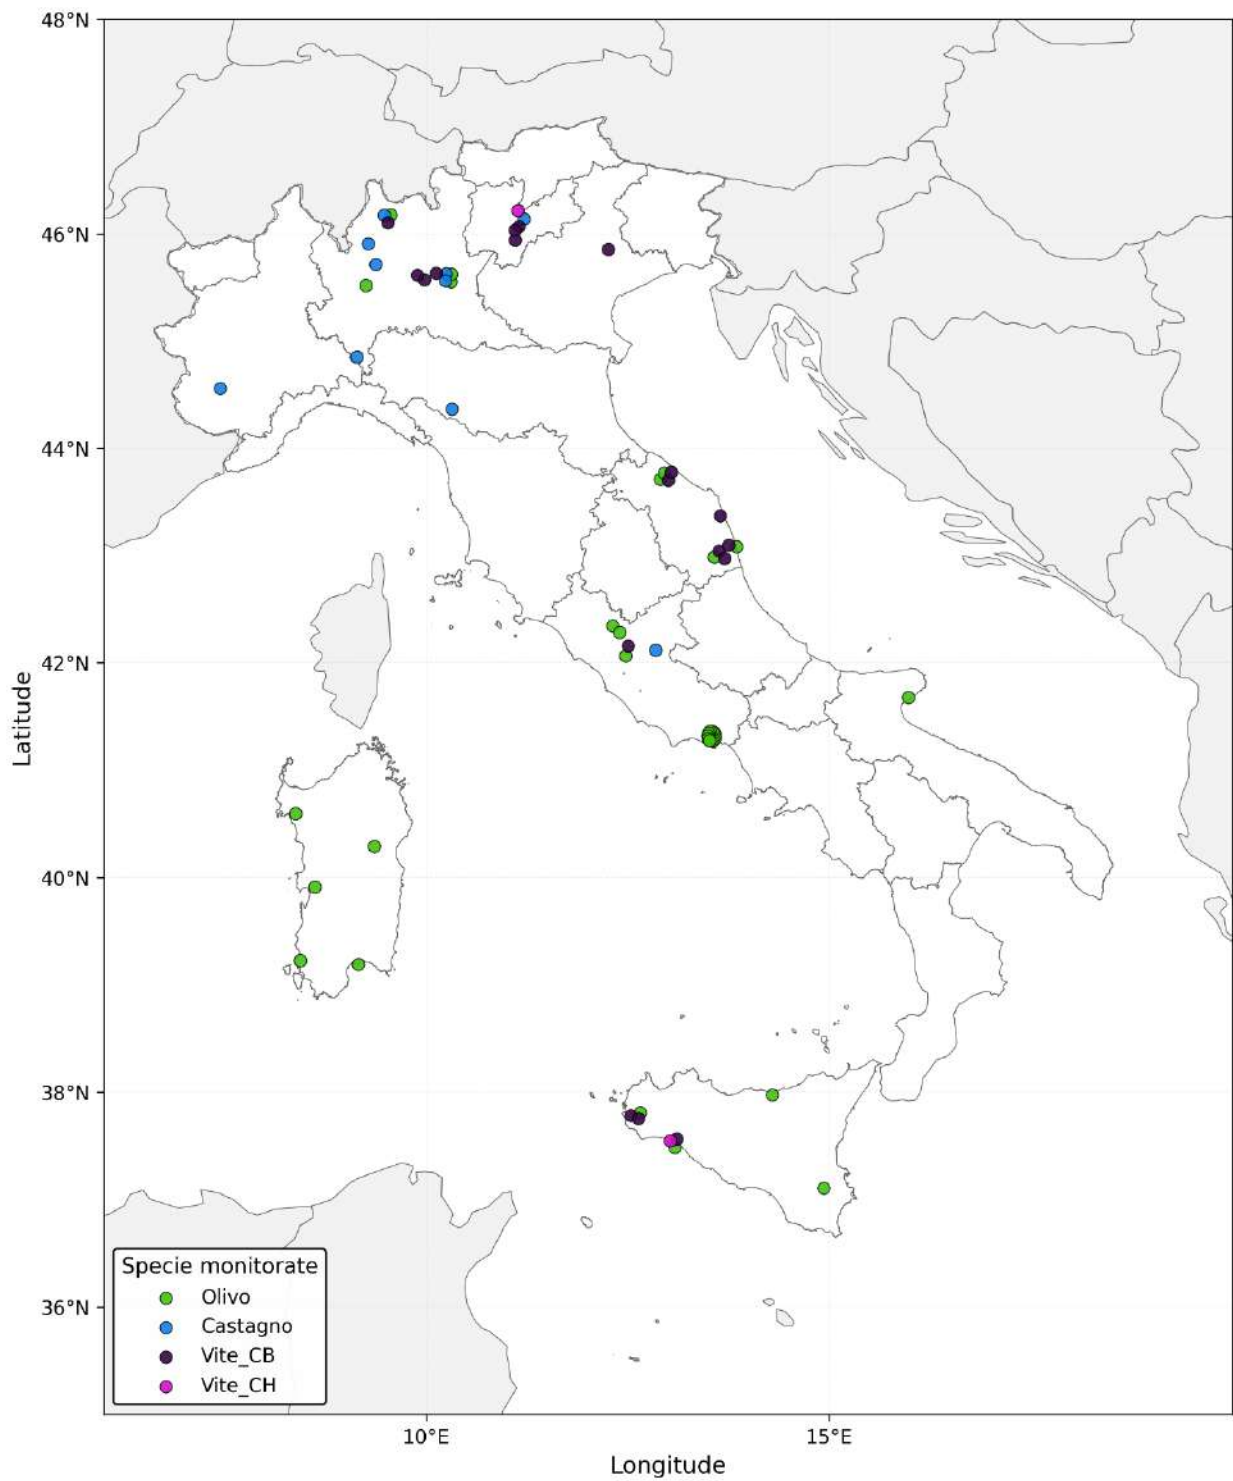 48°N
46°N
44°N
42°N
40°N
38°N
36°N
Latitude
Specie monitorate
Olivo
Castagno
Vite_CB
Vite_CH
10°E
15°E
Longitude